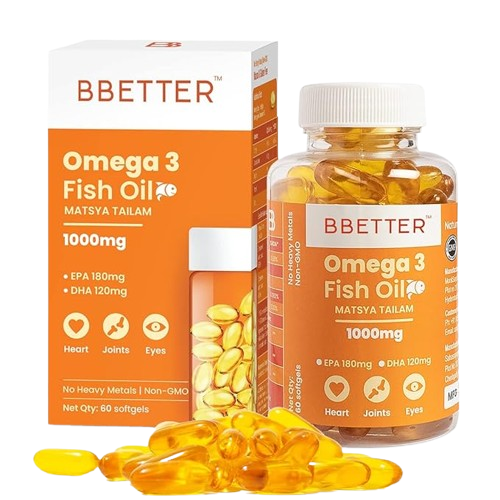 BBETTER™
Omega 3
Fish Oil
MATSYA TAILAM
1000mg
• EPA 180mg
• DHA 120mg
Heart Joints Eyes
No Heavy Metals | Non-GMO
Net Qty: 60 softgels
BBETTER™
Omega 3
Fish Oil
MATSYA TAILAM
1000mg
• EPA 180mg • DHA 120mg
Heart Joints Eyes
Net Qty:
60 softgels
No Heavy Metals
Non-GMO